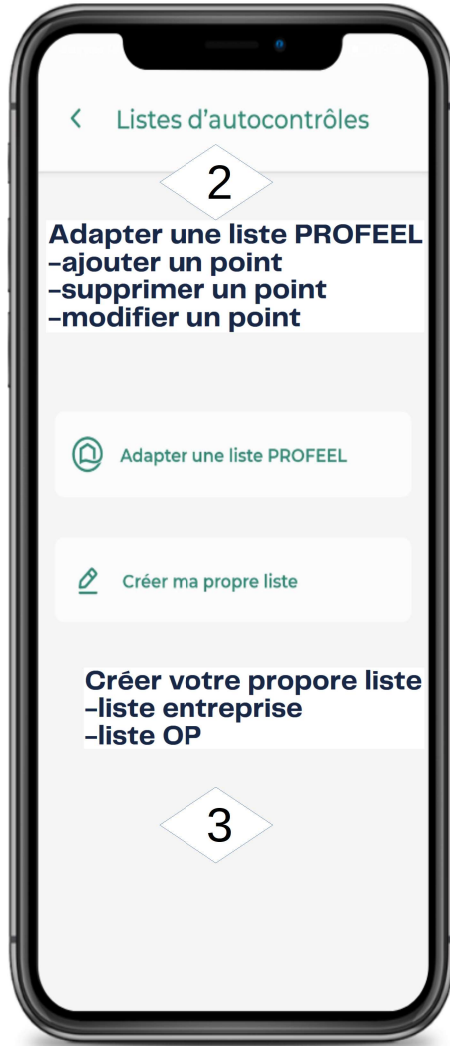 Listes d'autocontrôles
2
Adapter une liste PROFEEL
-ajouter un point
-supprimer un point
-modifier un point
Adapter une liste PROFEEL
Créer ma propre liste
Créer votre propore liste
-liste entreprise
-liste OP
3